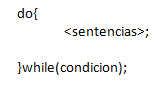 do{
<sentencias>;
}while(condicion);